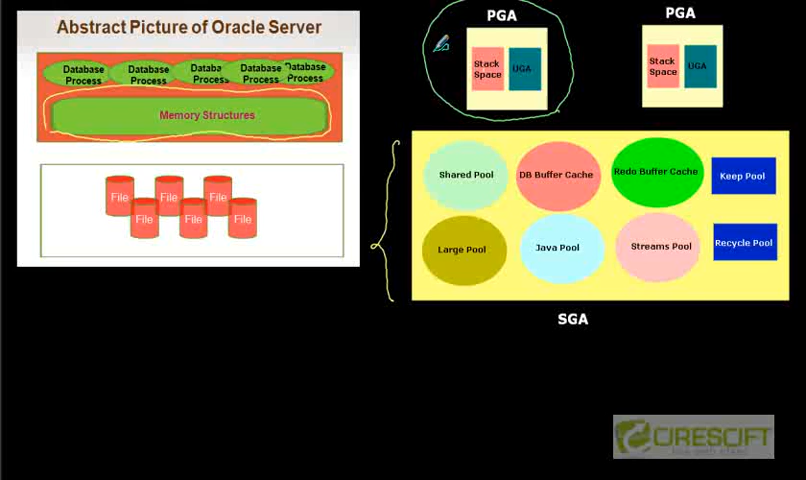 Abstract Picture of Oracle Server
Database Process
Database Process
Databa Process
Database Process
Database Process
Memory Structures
File
File
File
File
File
File
PGA
Stack Space
UGA
PGA
Stack Space
UGA
Shared Pool
DB Buffer Cache
Redo Buffer Cache
Keep Pool
Large Pool
Java Pool
Streams Pool
Recycle Pool
SGA